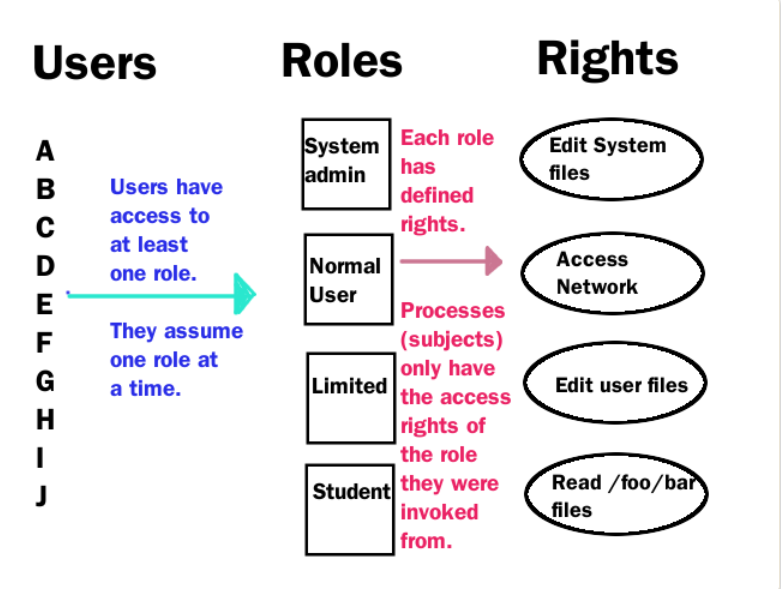 Users
Roles
Rights
A
B
C
D
E
F
G
H
I
J
Users have
access to
at least
one role.
They assume
one role at
a time.
System
admin
Normal
User
Limited
Student
Each role
has
defined
rights.
Processes
(subjects)
only have
the access
rights of
the role
they were
invoked
from.
Edit System
files
Access
Network
Edit user files
Read /foo/bar
files